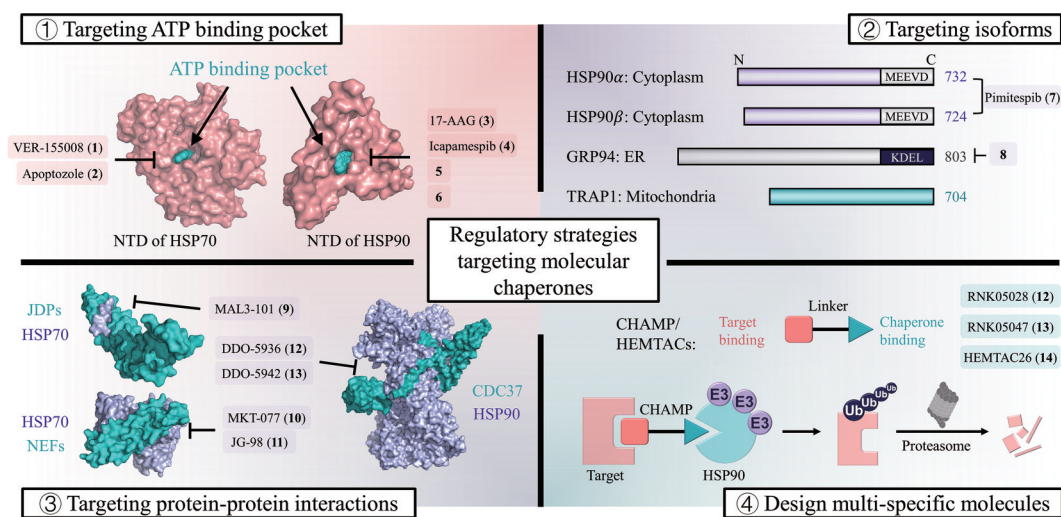 ① Targeting ATP binding pocket
ATP binding pocket
VER-155008 (1)
Apoptozole (2)
17-AAG (3)
Icapamespib (4)
5
6
NTD of HSP70
NTD of HSP90
② Targeting isoforms
N
C
HSP90α: Cytoplasm
MEEVD
732
Pimitespib (7)
HSP90β: Cytoplasm
MEEVD
724
GRP94: ER
KDEL
803
8
TRAP1: Mitochondria
704
Regulatory strategies
targeting molecular
chaperones
JDPs
HSP70
MAL3-101 (9)
DDO-5936 (12)
DDO-5942 (13)
CDC37
HSP90
HSP70
NEFs
MKT-077 (10)
JG-98 (11)
③ Targeting protein-protein interactions
CHAMP/
HEMTACs:
Target
binding
Linker
Chaperone
binding
RNK05028 (12)
RNK05047 (13)
HEMTAC26 (14)
CHAMP
E3
E3
E3
Target
HSP90
Ub
Ub
Ub
Ub
Proteasome
④ Design multi-specific molecules